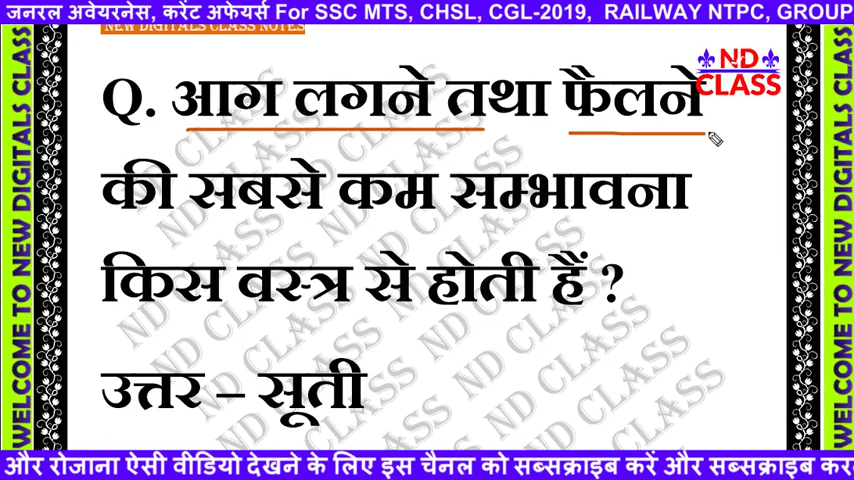 जनरल अवेयरनेस, करेंट अफेयर्स For SSC MTS, CHSL, CGL-2019, RAILWAY NTPC, GROUP
NEW DIGITALS CLASS NOTES
ND
CLASS
Q. आग लगने तथा फैलने
की सबसे कम सम्भावना
किस वस्त्र से होती हैं ?
उत्तर – सूती
WELCOME TO NEW DIGITALS CLASS
WELCOME TO NEW DIGITALS CLASS
और रोजाना ऐसी वीडियो देखने के लिए इस चैनल को सब्सक्राइब करें और सब्सक्राइब